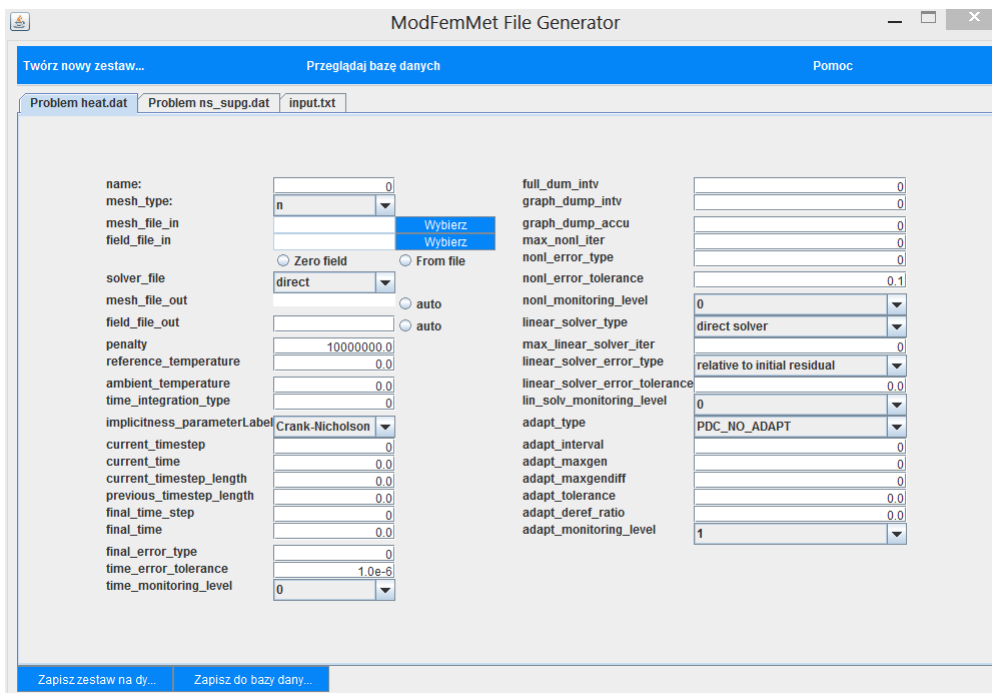 ModFemMet File Generator
Twórz nowy zestaw... Przeglądaj bazę danych Pomoc
Problem heat.dat Problem ns_supg.dat input.txt
name: 0 full_dum_intv 0
mesh_type: n graph_dump_intv 0
mesh_file_in Wybierz graph_dump_accu 0
field_file_in Wybierz max_nonl_iter 0
Zero field From file nonl_error_type 0
solver_file direct nonl_error_tolerance 0.1
mesh_file_out auto nonl_monitoring_level 0
field_file_out auto linear_solver_type direct solver
penalty 10000000.0 max_linear_solver_iter 0
reference_temperature 0.0 linear_solver_error_type relative to initial residual
ambient_temperature 0.0 linear_solver_error_tolerance 0.0
time_integration_type 0 lin_solv_monitoring_level 0
implicitness_parameterLabel Crank-Nicholson adapt_type PDC_NO_ADAPT
current_timestep 0 adapt_interval 0
current_time 0.0 adapt_maxgen 0
current_timestep_length 0.0 adapt_maxgendiff 0
previous_timestep_length 0.0 adapt_tolerance 0.0
final_time_step 0 adapt_deref_ratio 0.0
final_time 0.0 adapt_monitoring_level 1
final_error_type 0
time_error_tolerance 1.0e-6
time_monitoring_level 0
Zapisz zestaw na dy... Zapisz do bazy dany...